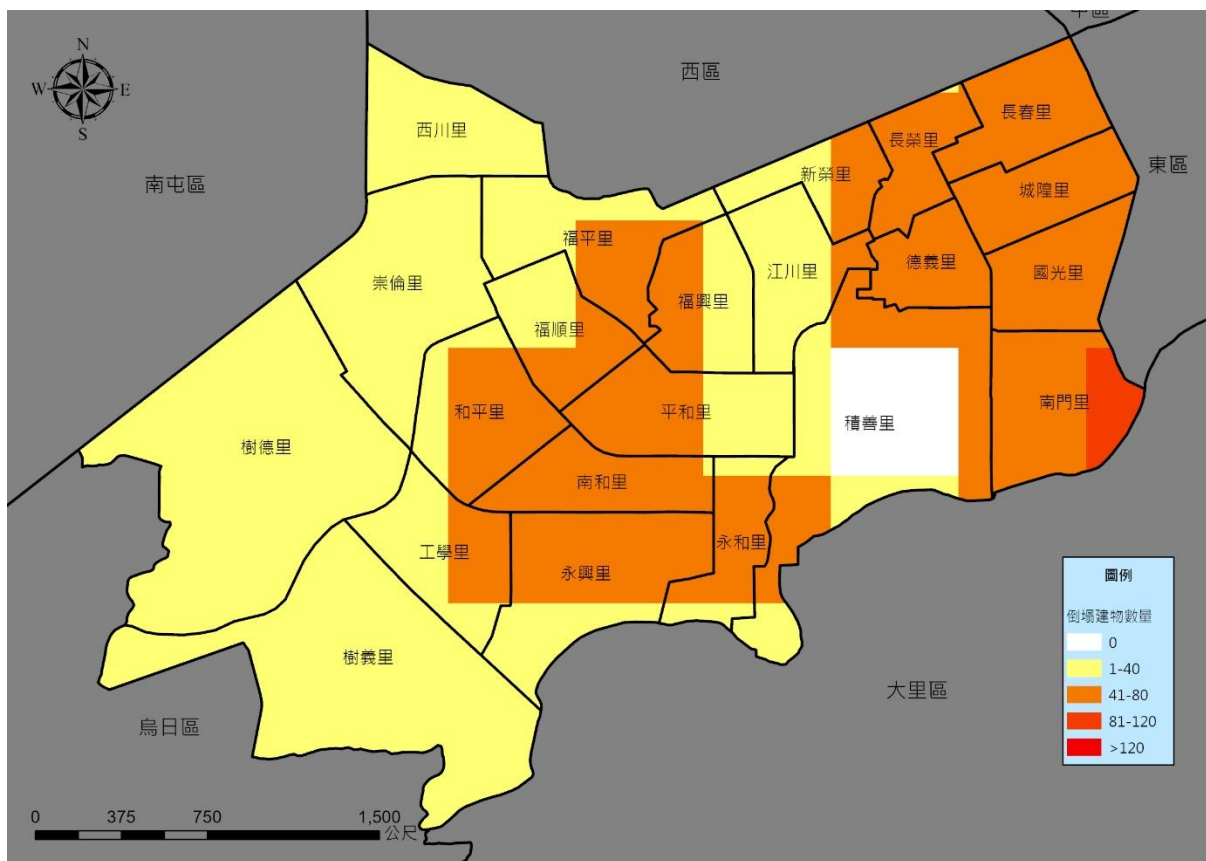 N
W
E
S
中區
西區
南屯區
東區
西川里
長春里
長榮里
新榮里
城隍里
福平里
德義里
江川里
國光里
崇倫里
福興里
福順里
和平里
平和里
積善里
南門里
樹德里
南和里
永和里
工學里
永興里
樹義里
大里區
烏日區
圖例
倒塌建物數量
0
1-40
41-80
81-120
>120
0 375 750 1,500
公尺